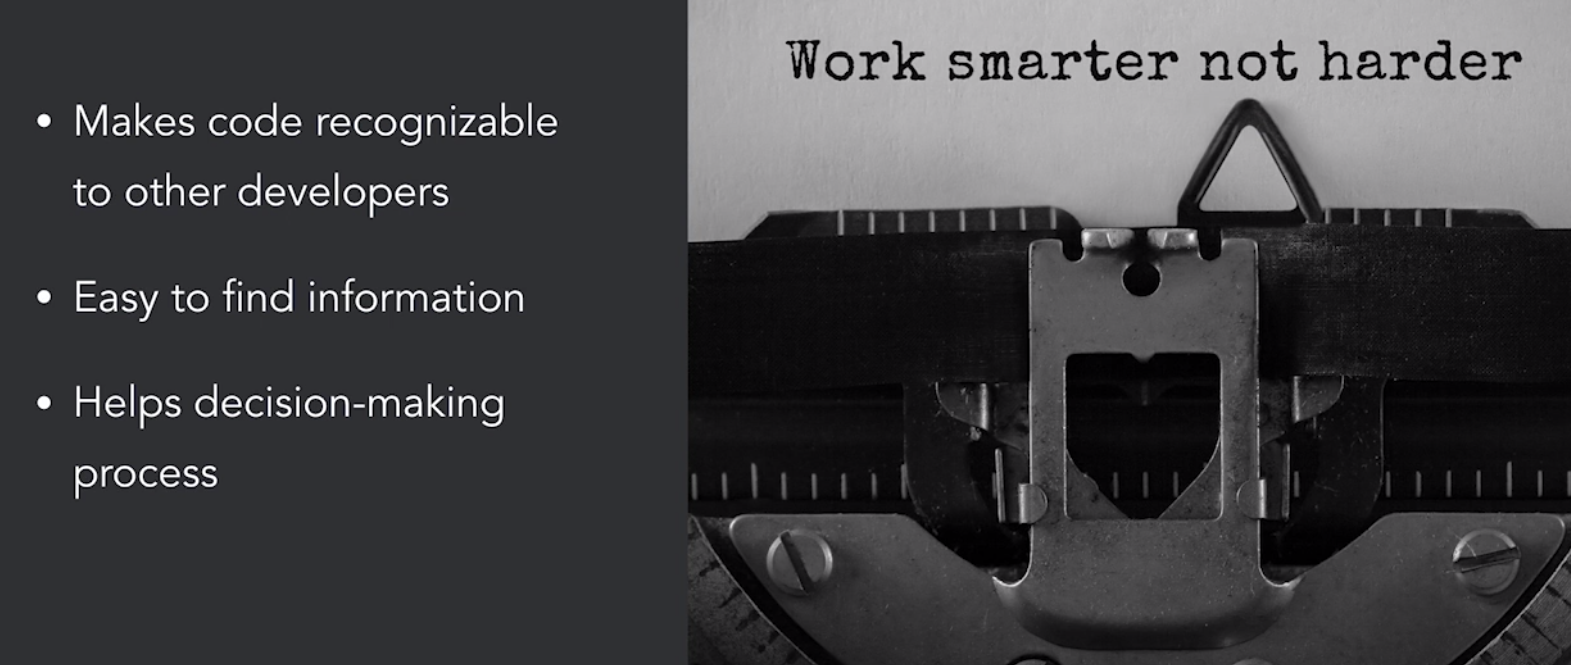 • Makes code recognizable
to other developers
• Easy to find information
• Helps decision-making
process
Work smarter not harder